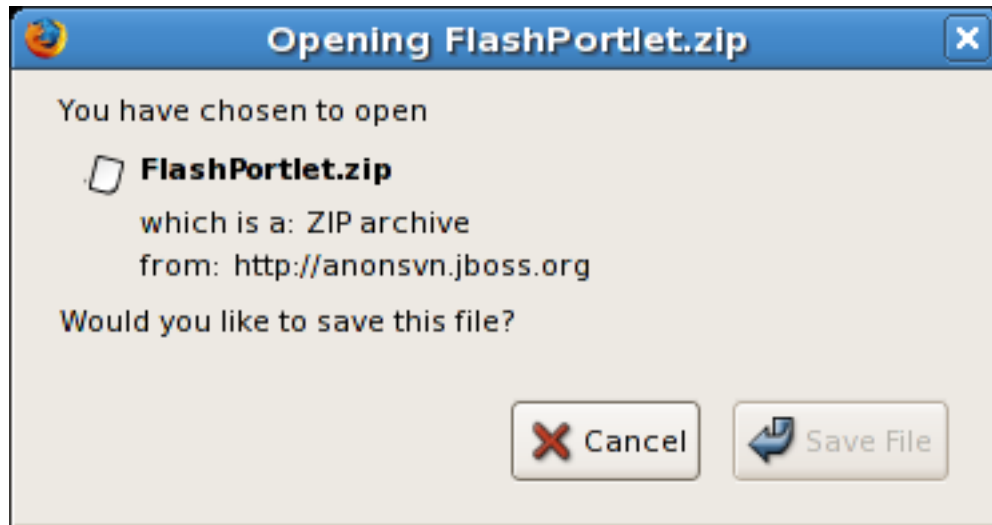 Opening FlashPortlet.zip
You have chosen to open
FlashPortlet.zip
which is a: ZIP archive
from: http://anonsvn.jboss.org
Would you like to save this file?
Cancel
Save File